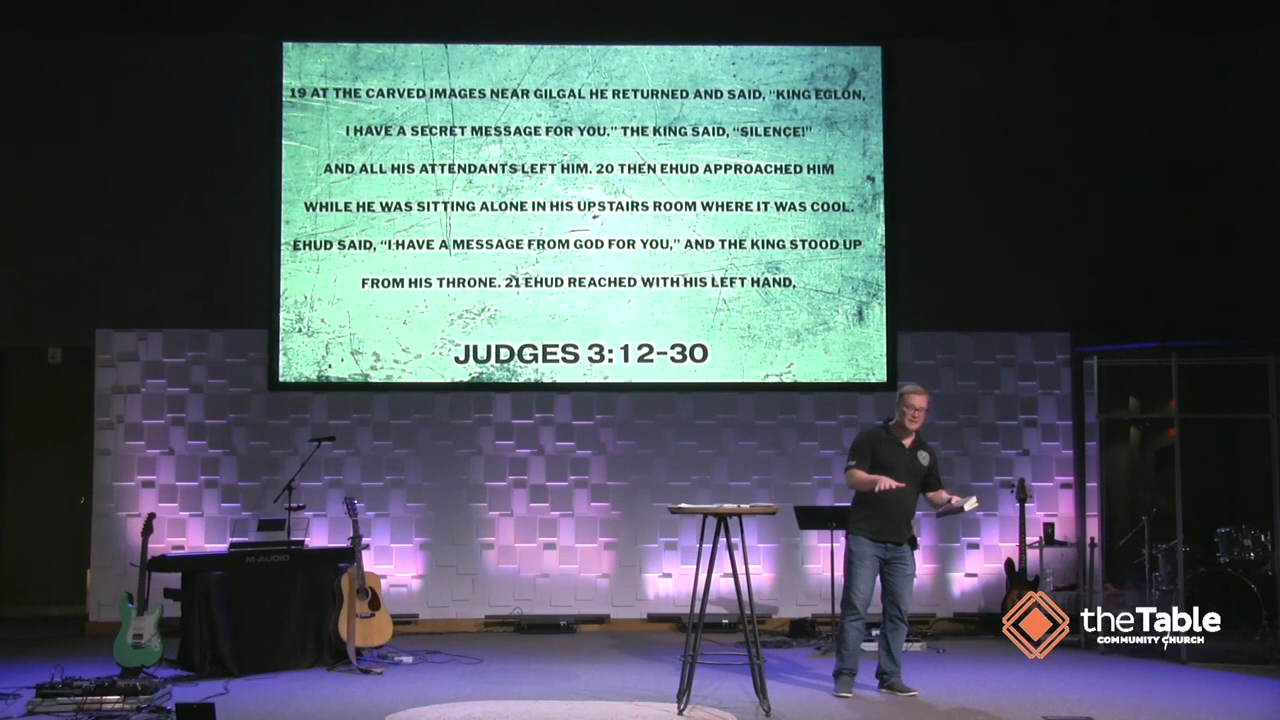 19 AT THE CARVED IMAGES NEAR GILGAL HE RETURNED AND SAID, “KING EGLON,
I HAVE A SECRET MESSAGE FOR YOU.” THE KING SAID, “SILENCE!”
AND ALL HIS ATTENDANTS LEFT HIM. 20 THEN EHUD APPROACHED HIM
WHILE HE WAS SITTING ALONE IN HIS UPSTAIRS ROOM WHERE IT WAS COOL.
EHUD SAID, “I HAVE A MESSAGE FROM GOD FOR YOU,” AND THE KING STOOD UP
FROM HIS THRONE. 21 EHUD REACHED WITH HIS LEFT HAND,
JUDGES 3:12-30
M-AUDIO
theTable
COMMUNITY CHURCH